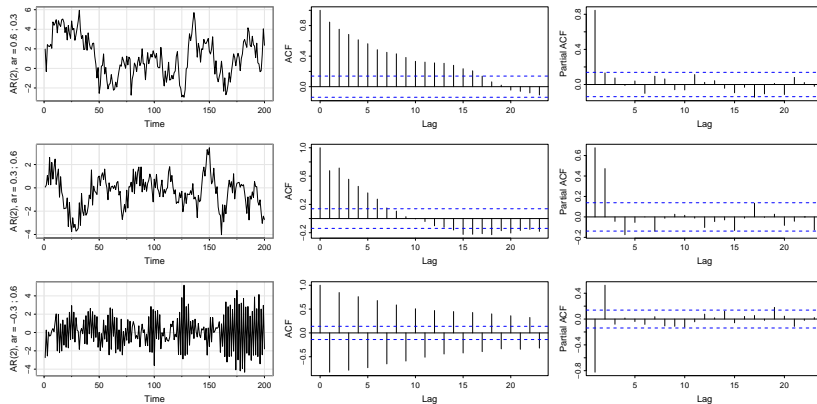 AR(2), ar = 0.6 ; 0.3
−2 0 2 4 6
0 50 100 150 200
Time
ACF
0.0 0.4 0.8
0 5 10 15 20
Lag
Partial ACF
0.0 0.4 0.8
5 10 15 20
Lag
AR(2), ar = 0.3 ; 0.6
−4 −2 0 2
0 50 100 150 200
Time
ACF
−0.2 0.2 0.6 1.0
0 5 10 15 20
Lag
Partial ACF
−0.2 0.0 0.2 0.4 0.6
5 10 15 20
Lag
AR(2), ar = −0.3 ; 0.6
−4 −2 0 2 4
0 50 100 150 200
Time
ACF
−0.5 0.0 0.5 1.0
0 5 10 15 20
Lag
Partial ACF
−0.8 −0.4 0.0 0.4
5 10 15 20
Lag